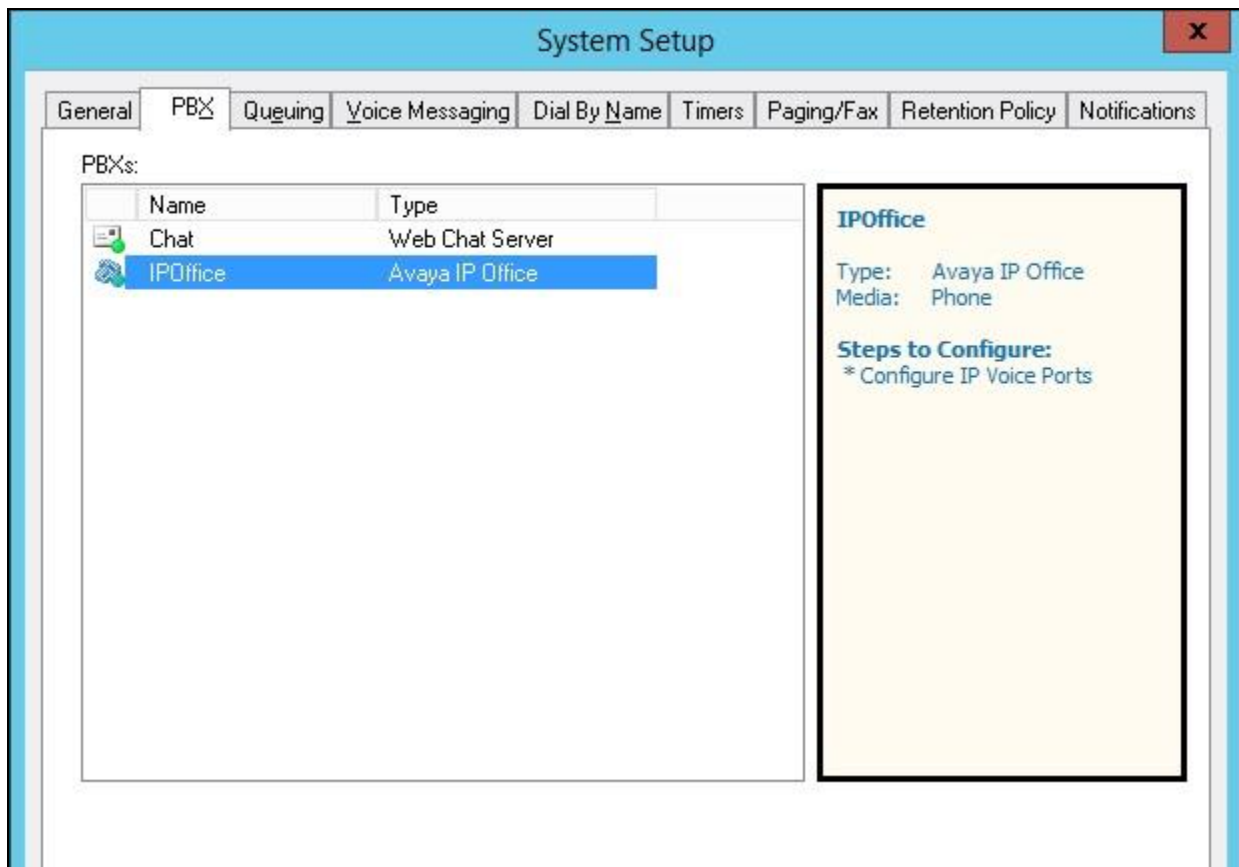 System Setup
x
General PBX Queuing Voice Messaging Dial By Name Timers Paging/Fax Retention Policy Notifications
PBXs:
Name Type
Chat Web Chat Server
IPOffice Avaya IP Office
IPOffice
Type: Avaya IP Office
Media: Phone
Steps to Configure:
* Configure IP Voice Ports